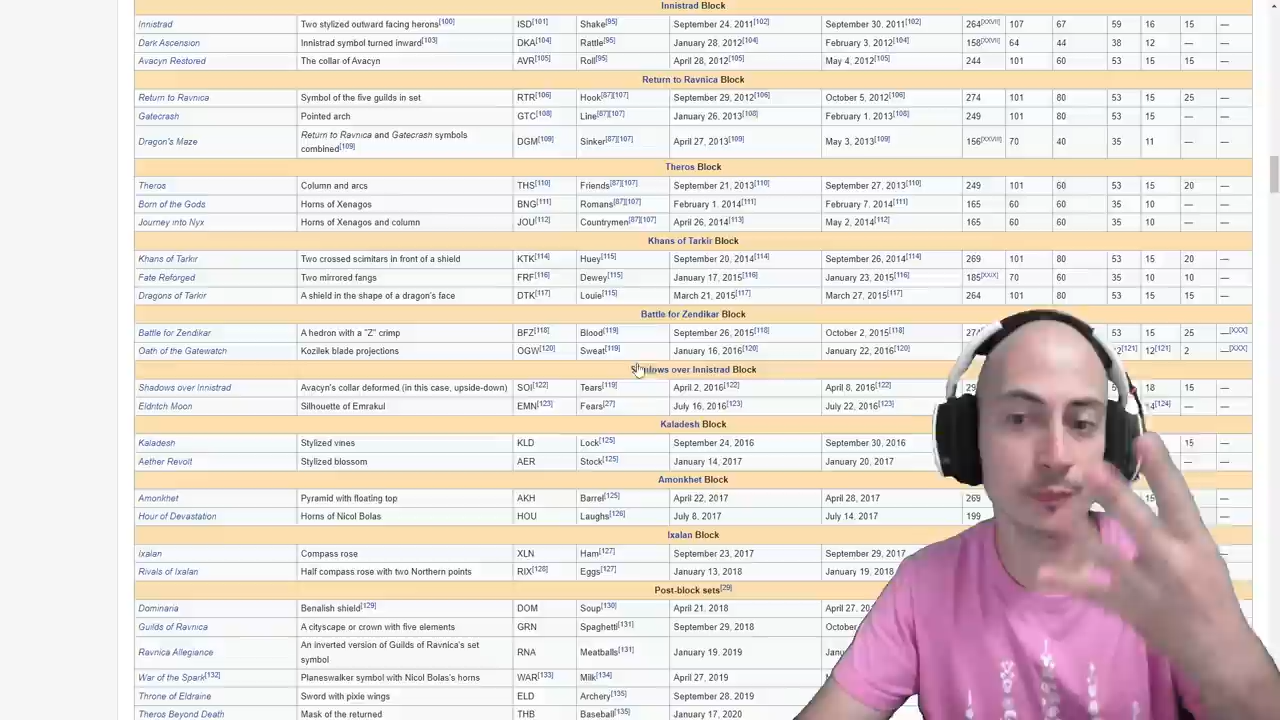 Innistrad Block
Innistrad Two stylized outward facing herons[100] ISD[101] Shake[95] September 24. 2011[102] September 30. 2011[102] 264[XXVII] 107 67 59 16 15 —
Dark Ascension Innistrad symbol turned inward[103] DKA[104] Rattle[95] January 28, 2012[104] February 3, 2012[104] 158[XXVII] 64 44 38 12 — —
Avacyn Restored The collar of Avacyn AVR[105] Roll[95] April 28, 2012[105] May 4, 2012[105] 244 101 60 53 15 15 —
Return to Ravnica Block
Return to Ravnica Symbol of the five guilds in set RTR[106] Hook[87][107] September 29, 2012[106] October 5, 2012[106] 274 101 80 53 15 25 —
Gatecrash Pointed arch GTC[108] Line[87][107] January 26, 2013[108] February 1. 2013[108] 249 101 80 53 15 — —
Dragon's Maze Return to Ravnica and Gatecrash symbols
combined[109] DGM[109] Sinker[87][107] April 27, 2013[109] May 3, 2013[109] 156[XXVIII] 70 40 35 11 — —
Theros Block
Theros Column and arcs THS[110] Friends[87][107] September 21, 2013[110] September 27, 2013[110] 249 101 60 53 15 20 —
Born of the Gods Horns of Xenagos BNG[111] Romans[87][107] February 1. 2014[111] February 7, 2014[111] 165 60 60 35 10 — —
Journey into Nyx Horns of Xenagos and column JOU[112] Countrymen[87][107] April 26, 2014[113] May 2, 2014[112] 165 60 60 35 10 — —
Khans of Tarkir Block
Khans of Tarkir Two crossed scimitars in front of a shield KTK[114] Huey[115] September 20, 2014[114] September 26, 2014[114] 269 101 80 53 15 20 —
Fate Reforged Two mirrored fangs FRF[116] Dewey[115] January 17, 2015[116] January 23, 2015[116] 185[XXIX] 70 60 35 10 10 —
Dragons of Tarkir A shield in the shape of a dragon's face DTK[117] Louie[115] March 21, 2015[117] March 27, 2015[117] 264 101 80 53 15 15 —
Battle for Zendikar Block
Battle for Zendikar A hedron with a "Z" crimp BFZ[118] Blood[119] September 26, 2015[118] October 2, 2015[118] 53 15 25 —[XXX]
Oath of the Gatewatch Kozilek blade projections OGW[120] Sweat[119] January 16, 2016[120] January 22, 2016[120] 12[121] 2 —[XXX]
Shadows over Innistrad Block
Shadows over Innistrad Avacyn's collar deformed (in this case, upside-down) SOI[122] Tears[119] April 2, 2016[122] April 8, 2016[122] 18 15 —
Eldritch Moon Silhouette of Emrakul EMN[123] Fears[27] July 16, 2016[123] July 22, 2016[123] — —
Kaladesh Block
Kaladesh Stylized vines KLD Lock[125] September 24, 2016 September 30, 2016 15 —
Aether Revolt Stylized blossom AER Stock[125] January 14, 2017 January 20, 2017 — —
Amonkhet Block
Amonkhet Pyramid with floating top AKH Barrel[125] April 22, 2017 April 28, 2017 269 —
Hour of Devastation Horns of Nicol Bolas HOU Laughs[126] July 8, 2017 July 14, 2017 199 —
Ixalan Block
Ixalan Compass rose XLN Ham[127] September 23, 2017 September 29, 2017 —
Rivals of Ixalan Half compass rose with two Northern points RIX[128] Eggs[127] January 13, 2018 January 19, 2018 —
Post-block sets[29]
Dominaria Benalish shield[129] DOM Soup[130] April 21. 2018 April 27, 20
Guilds of Ravnica A cityscape or crown with five elements GRN Spaghetti[131] September 29, 2018 October
Ravnica Allegiance An inverted version of Guilds of Ravnica's set
symbol RNA Meatballs[131] January 19. 2019
War of the Spark[132] Planeswalker symbol with Nicol Bolas's horns WAR[133] Milk[134] April 27, 2019
Throne of Eldraine Sword with pixie wings ELD Archery[135] September 28, 2019
Theros Beyond Death Mask of the returned THB Baseball[135] January 17, 2020